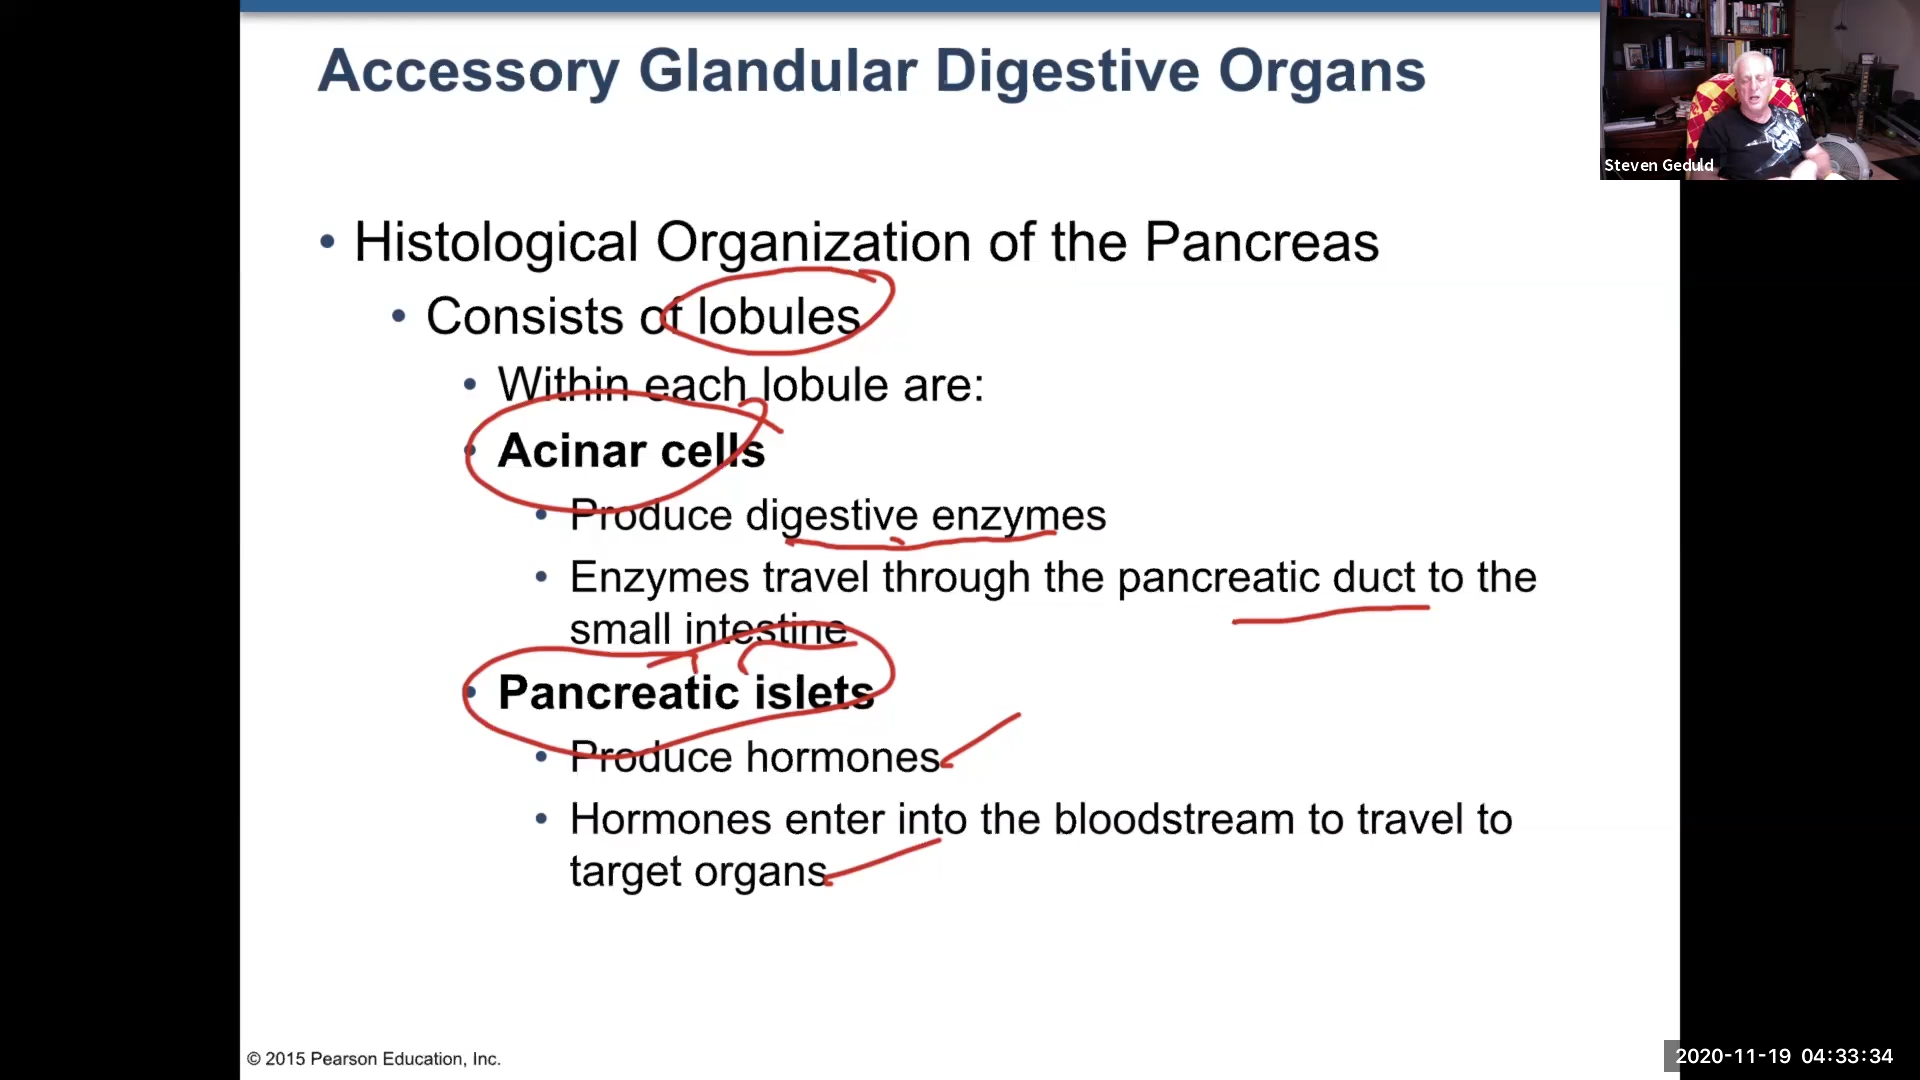 Accessory Glandular Digestive Organs
Steven Geduld
• Histological Organization of the Pancreas
• Consists of lobules
• Within each lobule are:
• Acinar cells
• Produce digestive enzymes
• Enzymes travel through the pancreatic duct to the
small intestine
• Pancreatic islets
• Produce hormones
• Hormones enter into the bloodstream to travel to
target organs
© 2015 Pearson Education, Inc.
2020-11-19 04:33:34